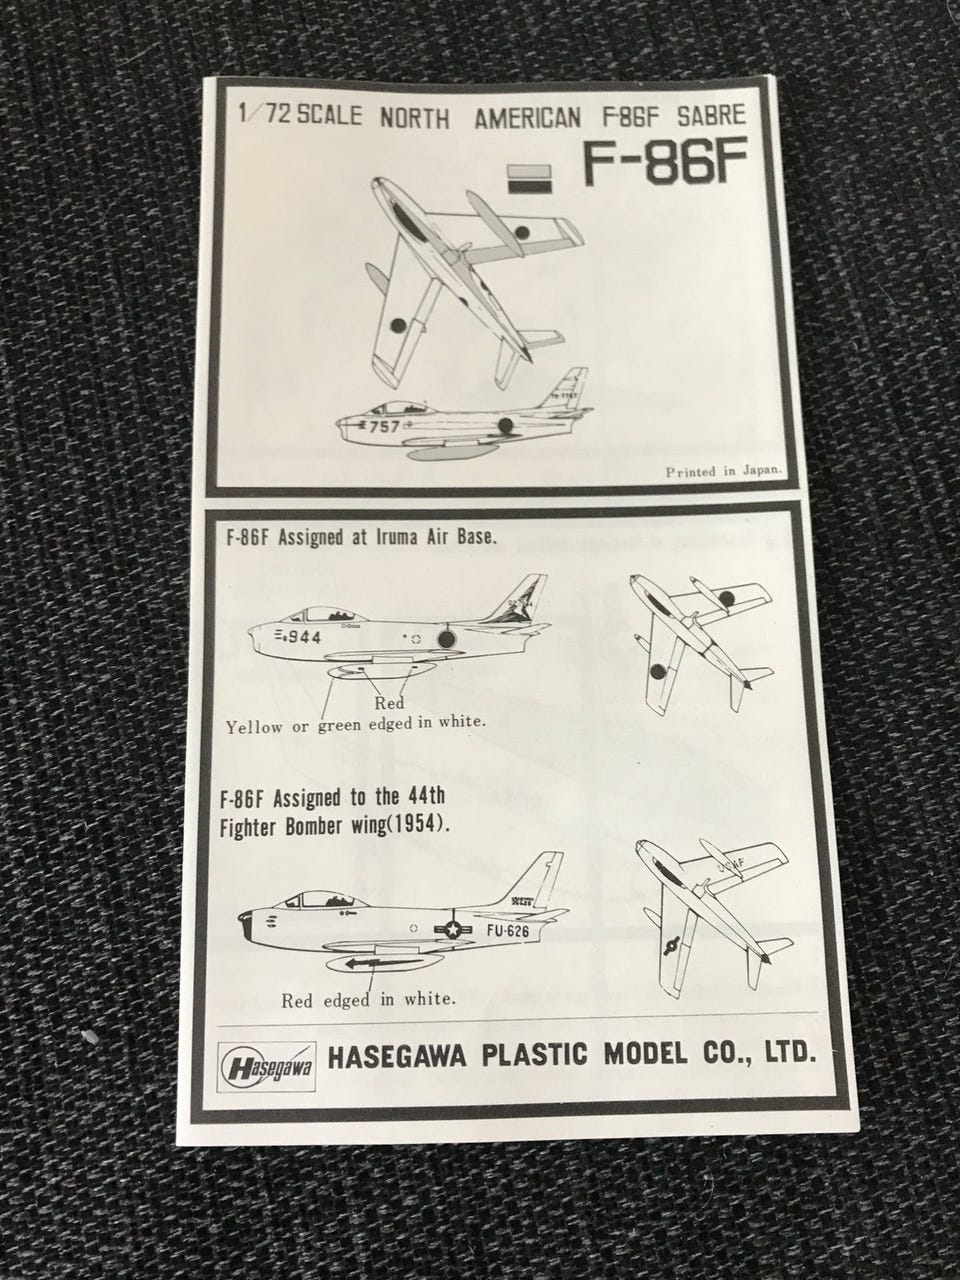 1/72 SCALE NORTH AMERICAN F-86F SABRE
F-86F
757
Printed in Japan.
F-86F Assigned at Iruma Air Base.
944
Red
Yellow or green edged in white.
F-86F Assigned to the 44th
Fighter Bomber wing(1954).
USAF
FU-626
Red edged in white.
Hasegawa
HASEGAWA PLASTIC MODEL CO., LTD.